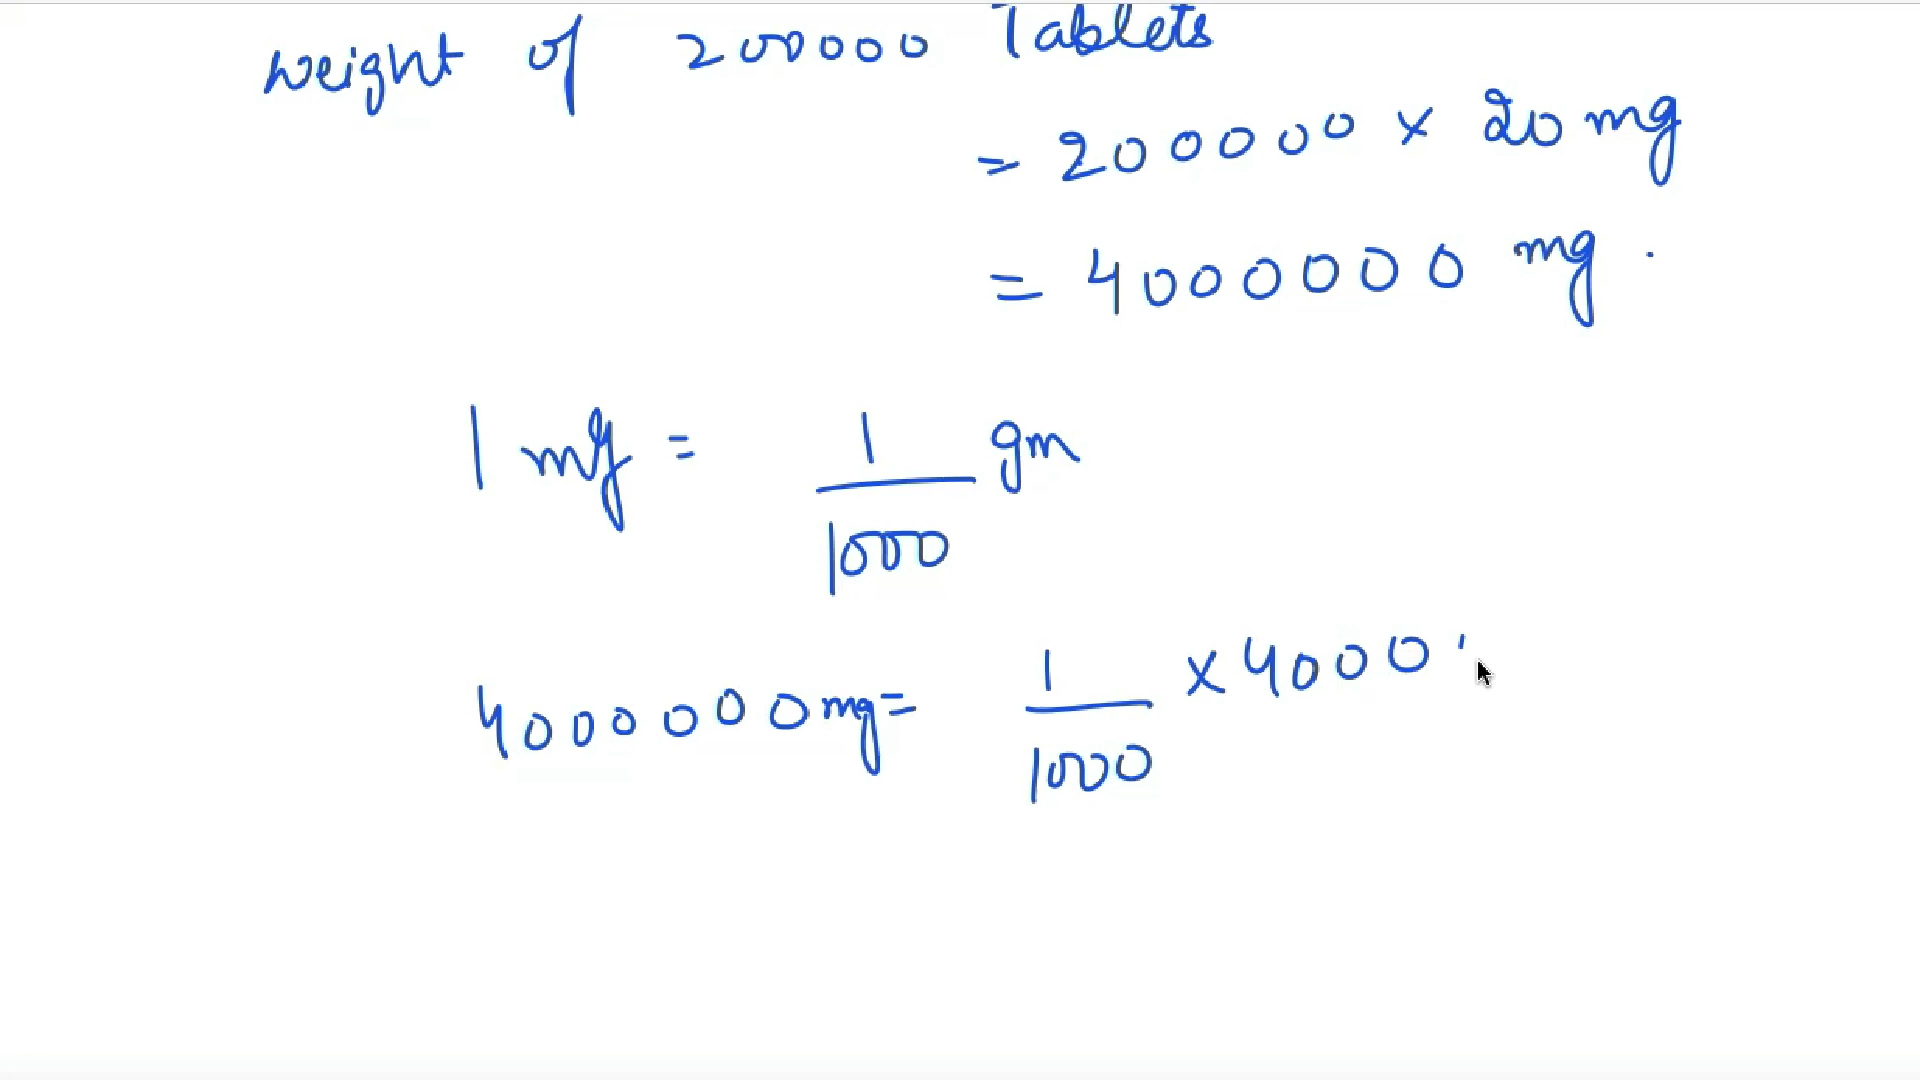 weight of 200000 Tablets
= 200000 × 20 mg
= 4000000 mg .
1 mg = 1/1000 gm
4000000 mg = 1/1000 × 4000